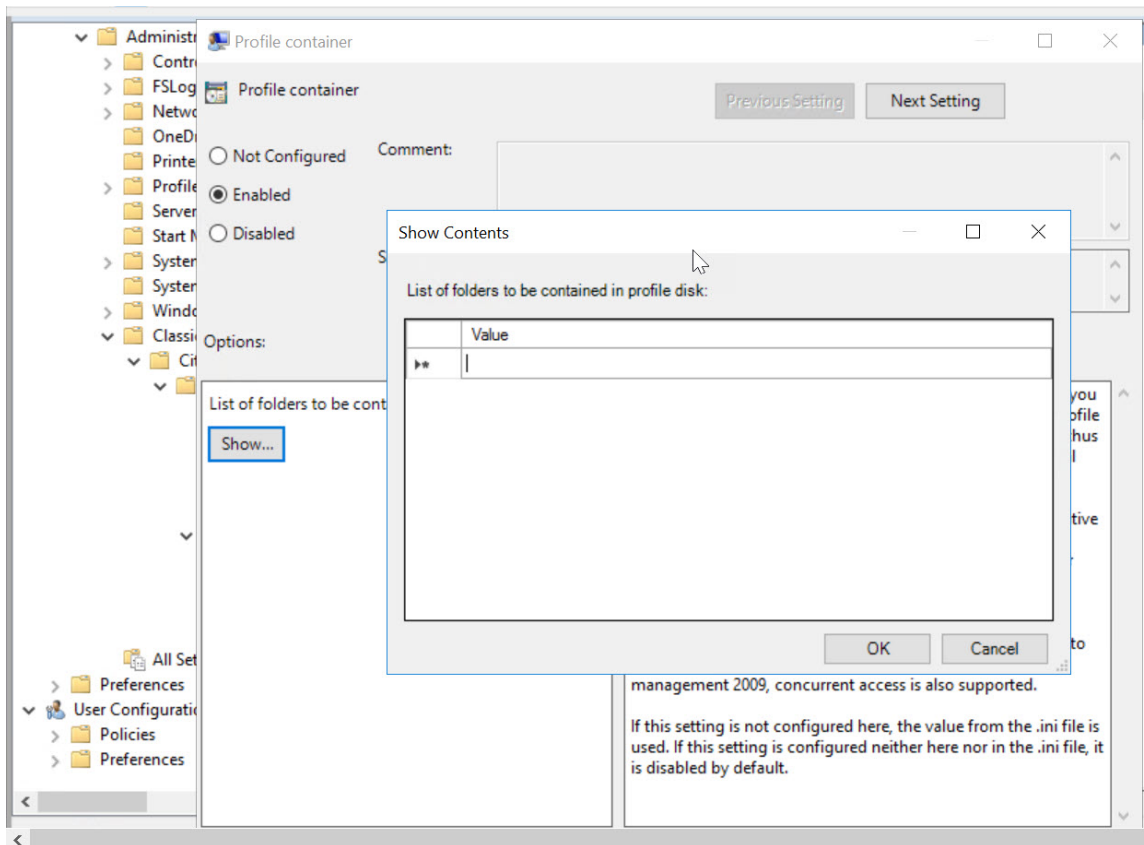 Administr
Profile container
Contro
FSLog
Profile container
Previous Setting
Next Setting
Netwo
OneDr
Not Configured
Comment:
Printe
Profile
Enabled
Server
Disabled
Show Contents
Start M
S
System
List of folders to be contained in profile disk:
System
Windo
Value
Classic
Options:
Cit
you
List of folders to be cont
ofile
hus
Show...
l
tive
to
OK
Cancel
All Set
Preferences
management 2009, concurrent access is also supported.
User Configuratio
Policies
If this setting is not configured here, the value from the .ini file is
used. If this setting is configured neither here nor in the .ini file, it
Preferences
is disabled by default.